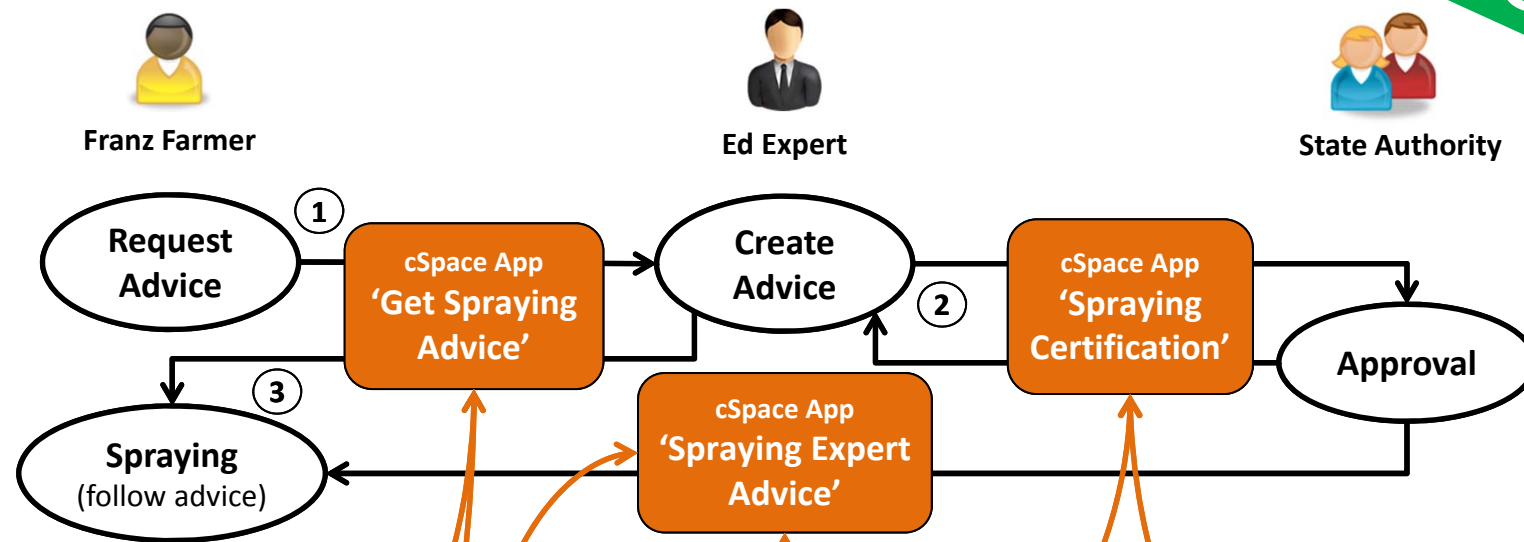 Franz Farmer
Ed Expert
State Authority
1
Request
Advice
cSpace App
‘Get Spraying
Advice’
Create
Advice
2
cSpace App
‘Spraying
Certification’
Approval
3
Spraying
(follow advice)
cSpace App
‘Spraying Expert
Advice’